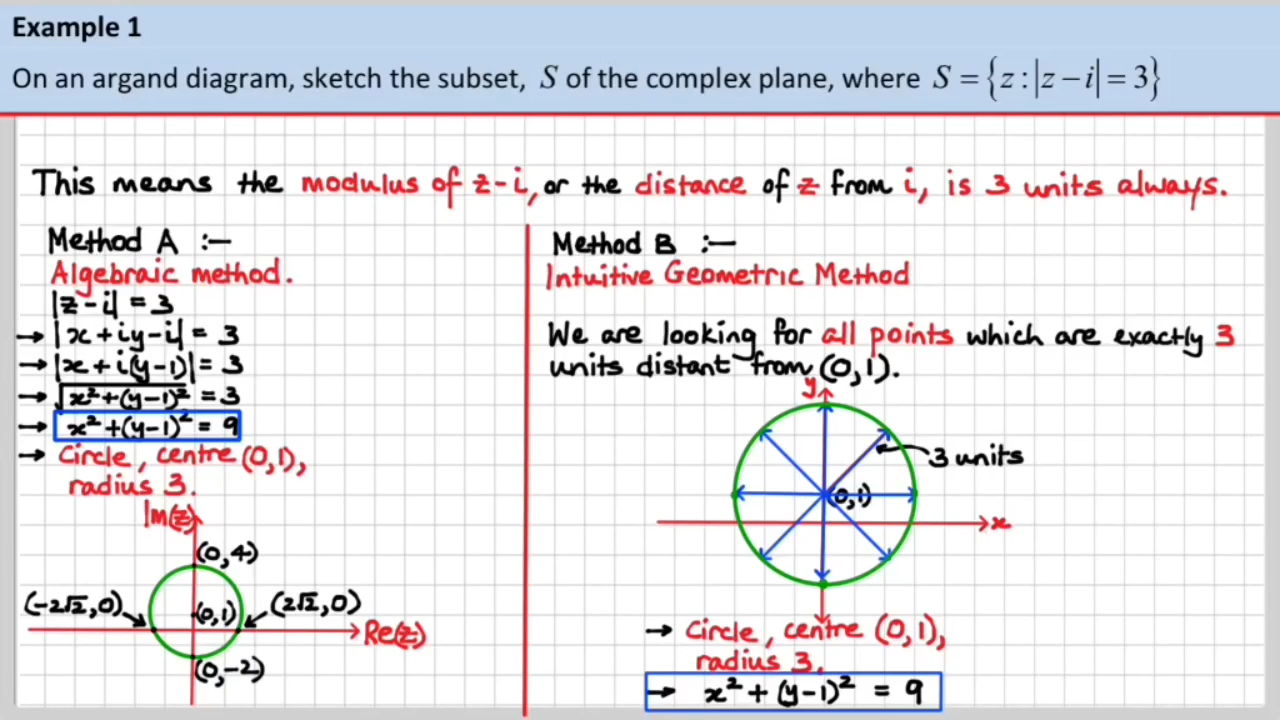 Example 1
On an argand diagram, sketch the subset, S of the complex plane, where S = {z : |z − i| = 3}
This means the modulus of z-i, or the distance of z from i, is 3 units always.
Method A :-
Algebraic method.
|z-i| = 3
→ |x+iy-i| = 3
→ |x+i(y-1)| = 3
→ √x²+(y-1)² = 3
→ x²+(y-1)² = 9
→ Circle, centre (0,1),
radius 3.
Im(z)
(0,4)
(-2√2,0)
(0,1)
(2√2,0)
Re(z)
(0,-2)
Method B :-
Intuitive Geometric Method
We are looking for all points which are exactly 3
units distant from (0,1).
y
3 units
(0,1)
x
→ Circle, centre (0,1),
radius 3.
→ x² + (y-1)² = 9